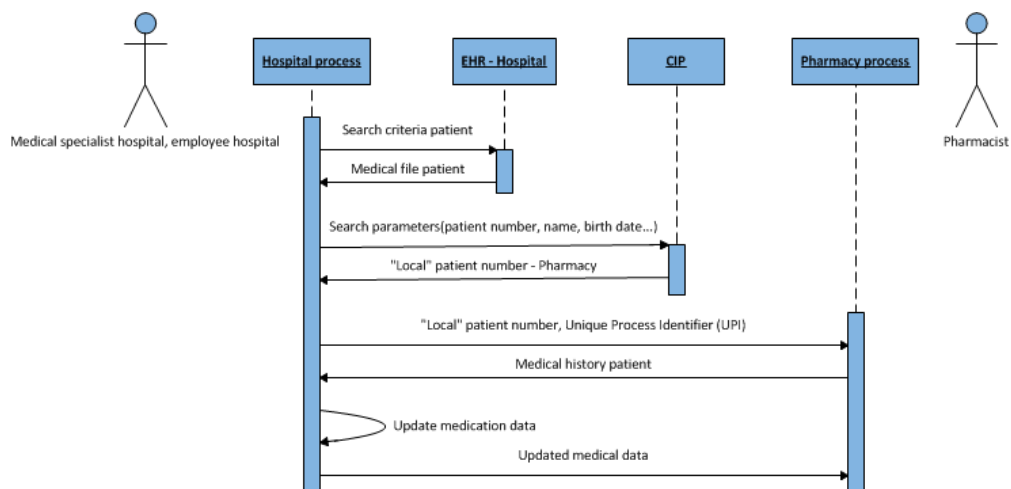 Hospital process
EHR - Hospital
CIP
Pharmacy process
Medical specialist hospital, employee hospital
Pharmacist
Search criteria patient
Medical file patient
Search parameters(patient number, name, birth date...)
"Local" patient number - Pharmacy
"Local" patient number, Unique Process Identifier (UPI)
Medical history patient
Update medication data
Updated medical data